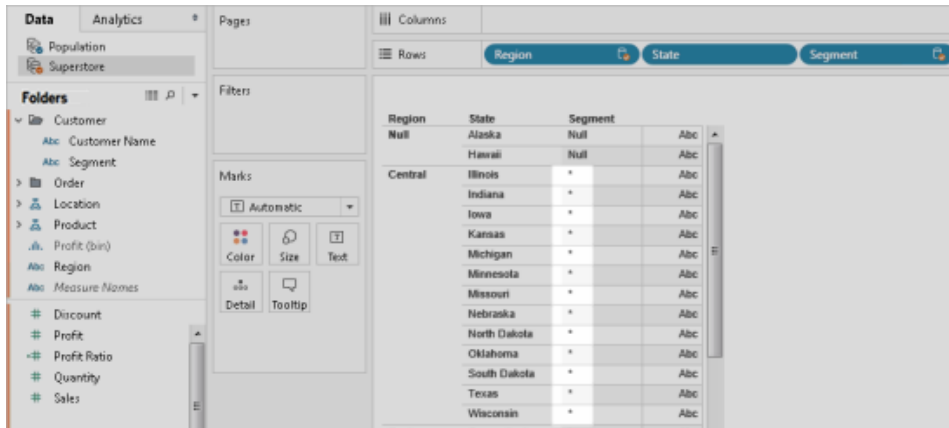 Data Analytics
Population
Superstore
Folders
Customer
Abc Customer Name
Abc Segment
Order
Location
Product
Profit (bin)
Abc Region
Abc Measure Names
# Discount
# Profit
=# Profit Ratio
# Quantity
# Sales
Pages
Filters
Marks
T Automatic
Color Size Text
Detail Tooltip
Columns
Rows Region State Segment
Region State Segment
Null Alaska Null Abc
Hawaii Null Abc
Central Illinois * Abc
Indiana * Abc
Iowa * Abc
Kansas * Abc
Michigan * Abc
Minnesota * Abc
Missouri * Abc
Nebraska * Abc
North Dakota * Abc
Oklahoma * Abc
South Dakota * Abc
Texas * Abc
Wisconsin * Abc